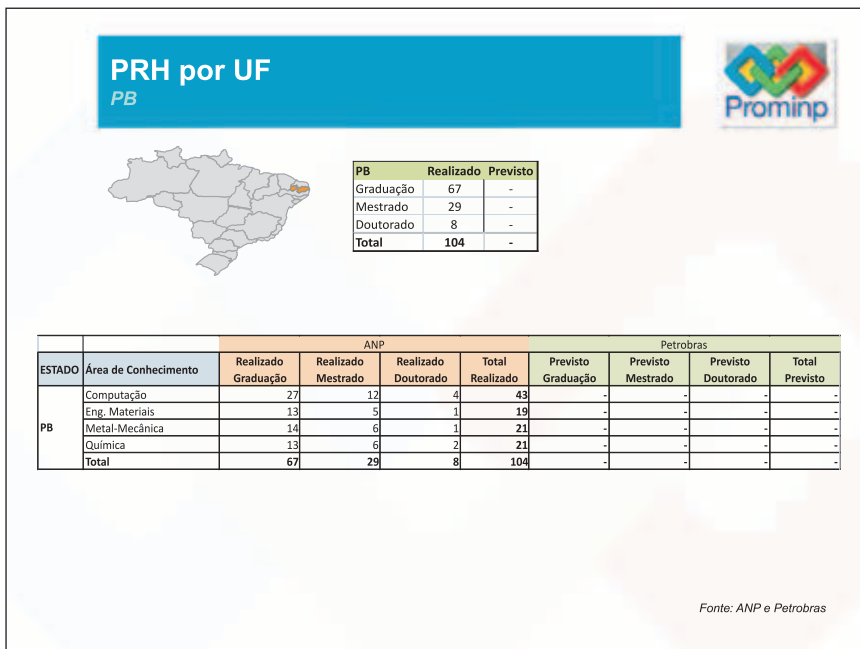 PRH por UF
PB
Prominp
PB Realizado Previsto
Graduação 67 -
Mestrado 29 -
Doutorado 8 -
Total 104 -
ANP Petrobras
ESTADO Área de Conhecimento Realizado Graduação Realizado Mestrado Realizado Doutorado Total Realizado Previsto Graduação Previsto Mestrado Previsto Doutorado Total Previsto
PB
Computação 27 12 4 43 - - - -
Eng. Materiais 13 5 1 19 - - - -
Metal-Mecânica 14 6 1 21 - - - -
Química 13 6 2 21 - - - -
Total 67 29 8 104 - - - -
Fonte: ANP e Petrobras